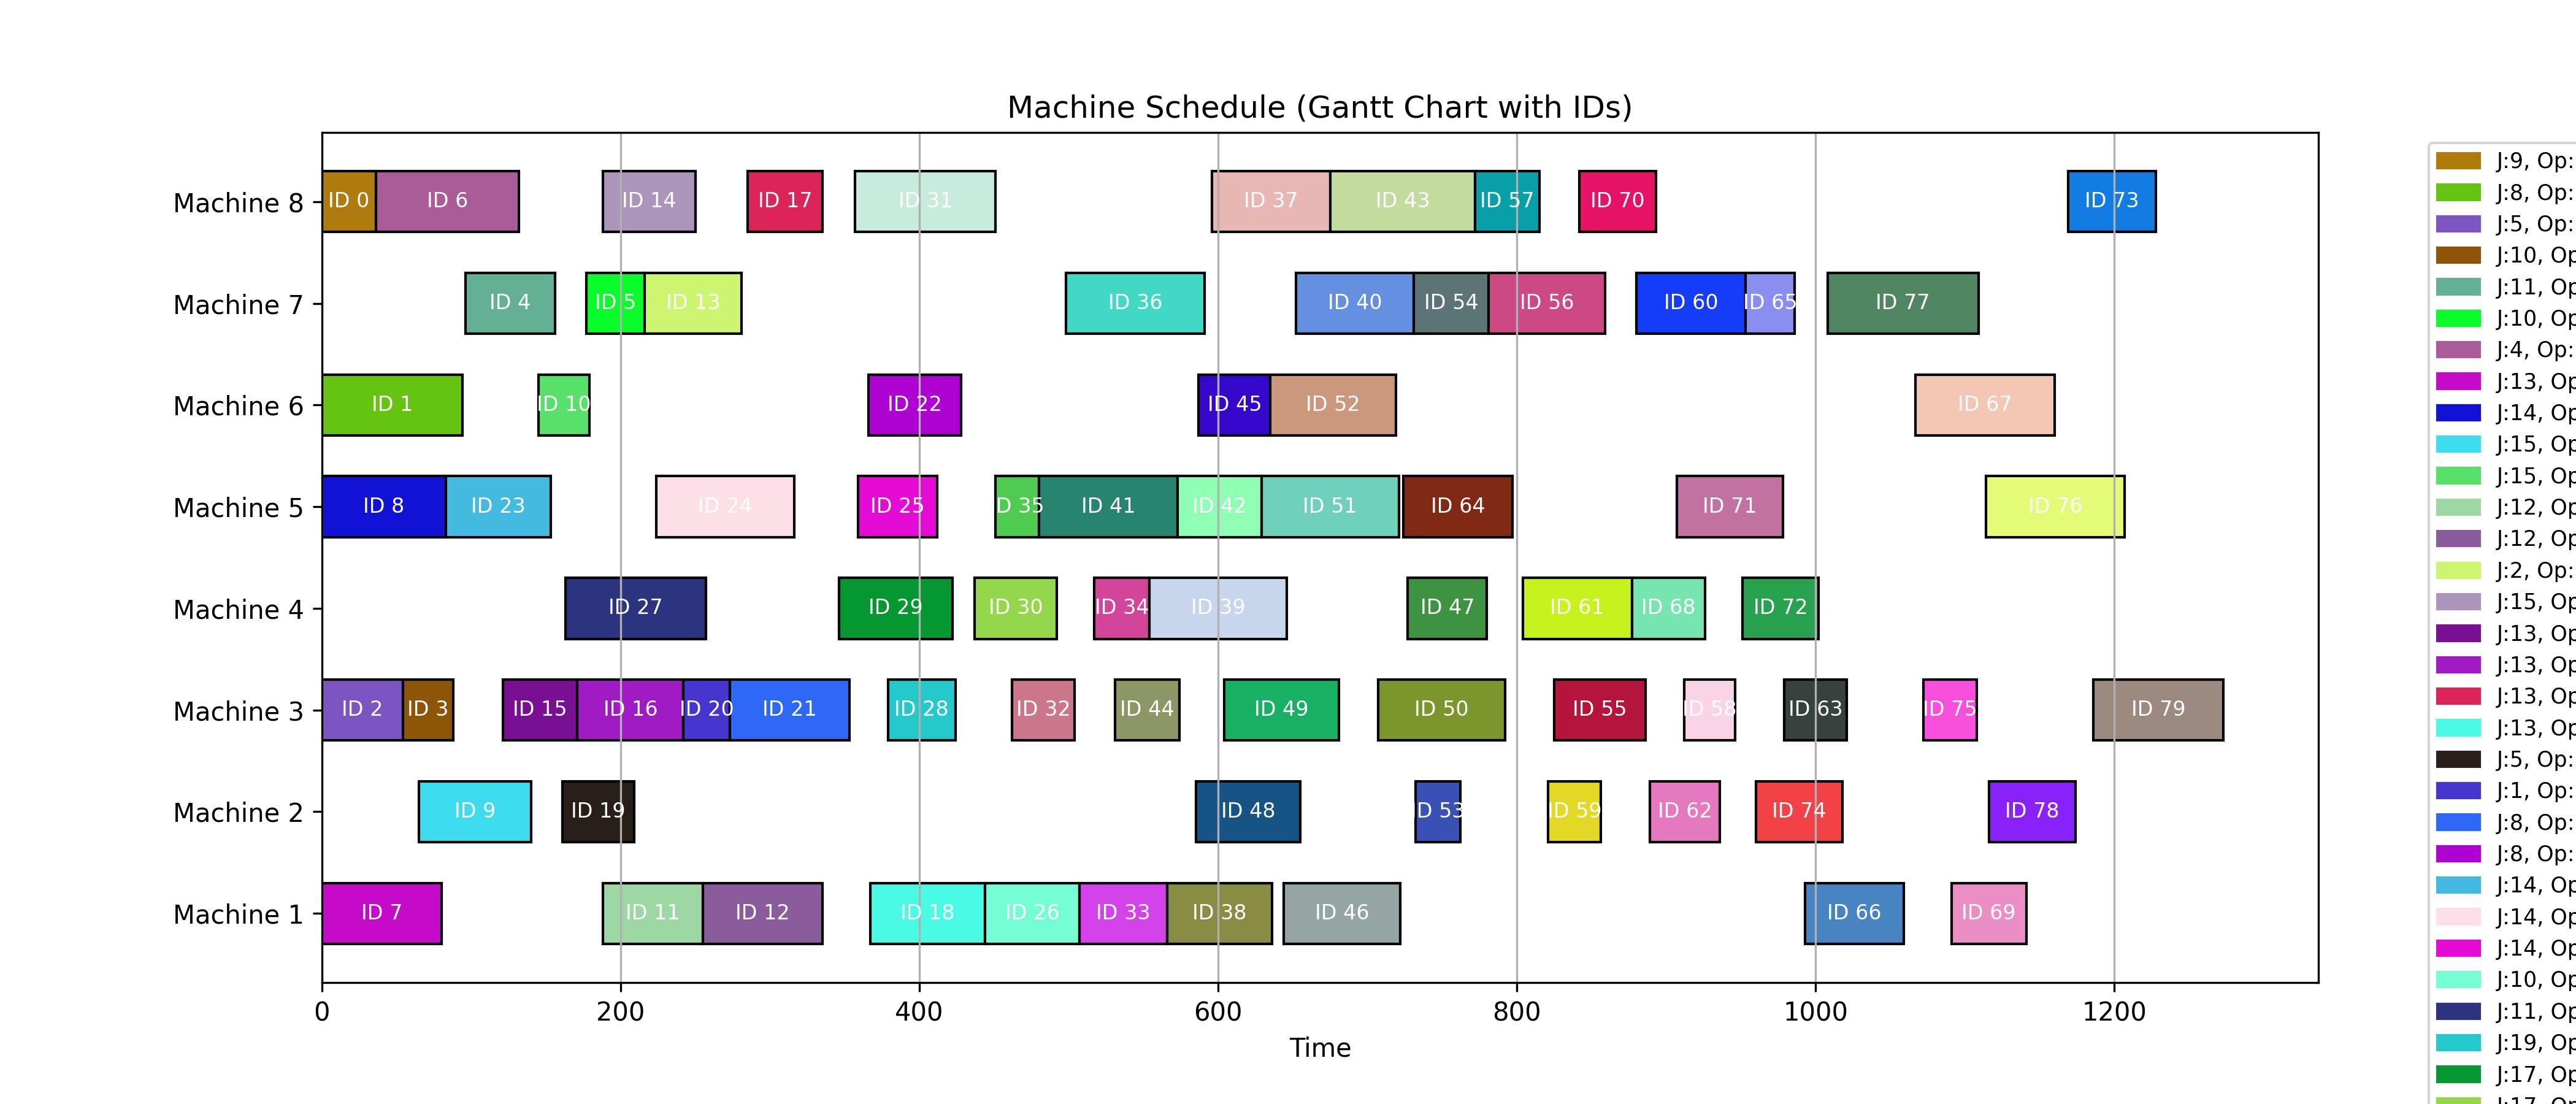 Machine Schedule (Gantt Chart with IDs)
Machine 8
ID 0 ID 6 ID 14 ID 17 ID 31 ID 37 ID 43 ID 57 ID 70 ID 73
Machine 7
ID 4 ID 5 ID 13 ID 36 ID 40 ID 54 ID 56 ID 60 ID 65 ID 77
Machine 6
ID 1 ID 10 ID 22 ID 45 ID 52 ID 67
Machine 5
ID 8 ID 23 ID 24 ID 25 ID 35 ID 41 ID 42 ID 51 ID 64 ID 71 ID 76
Machine 4
ID 27 ID 29 ID 30 ID 34 ID 39 ID 47 ID 61 ID 68 ID 72
Machine 3
ID 2 ID 3 ID 15 ID 16 ID 20 ID 21 ID 28 ID 32 ID 44 ID 49 ID 50 ID 55 ID 58 ID 63 ID 75 ID 79
Machine 2
ID 9 ID 19 ID 48 ID 53 ID 59 ID 62 ID 74 ID 78
Machine 1
ID 7 ID 11 ID 12 ID 18 ID 26 ID 33 ID 38 ID 46 ID 66 ID 69
0 200 400 600 800 1000 1200
Time
J:9, Op:
J:8, Op:
J:5, Op:
J:10, Op
J:11, Op
J:10, Op
J:4, Op:
J:13, Op
J:14, Op
J:15, Op
J:15, Op
J:12, Op
J:12, Op
J:2, Op:
J:15, Op
J:13, Op
J:13, Op
J:13, Op
J:13, Op
J:5, Op:
J:1, Op:
J:8, Op:
J:8, Op:
J:14, Op
J:14, Op
J:14, Op
J:10, Op
J:11, Op
J:19, Op
J:17, Op
J:17, Op